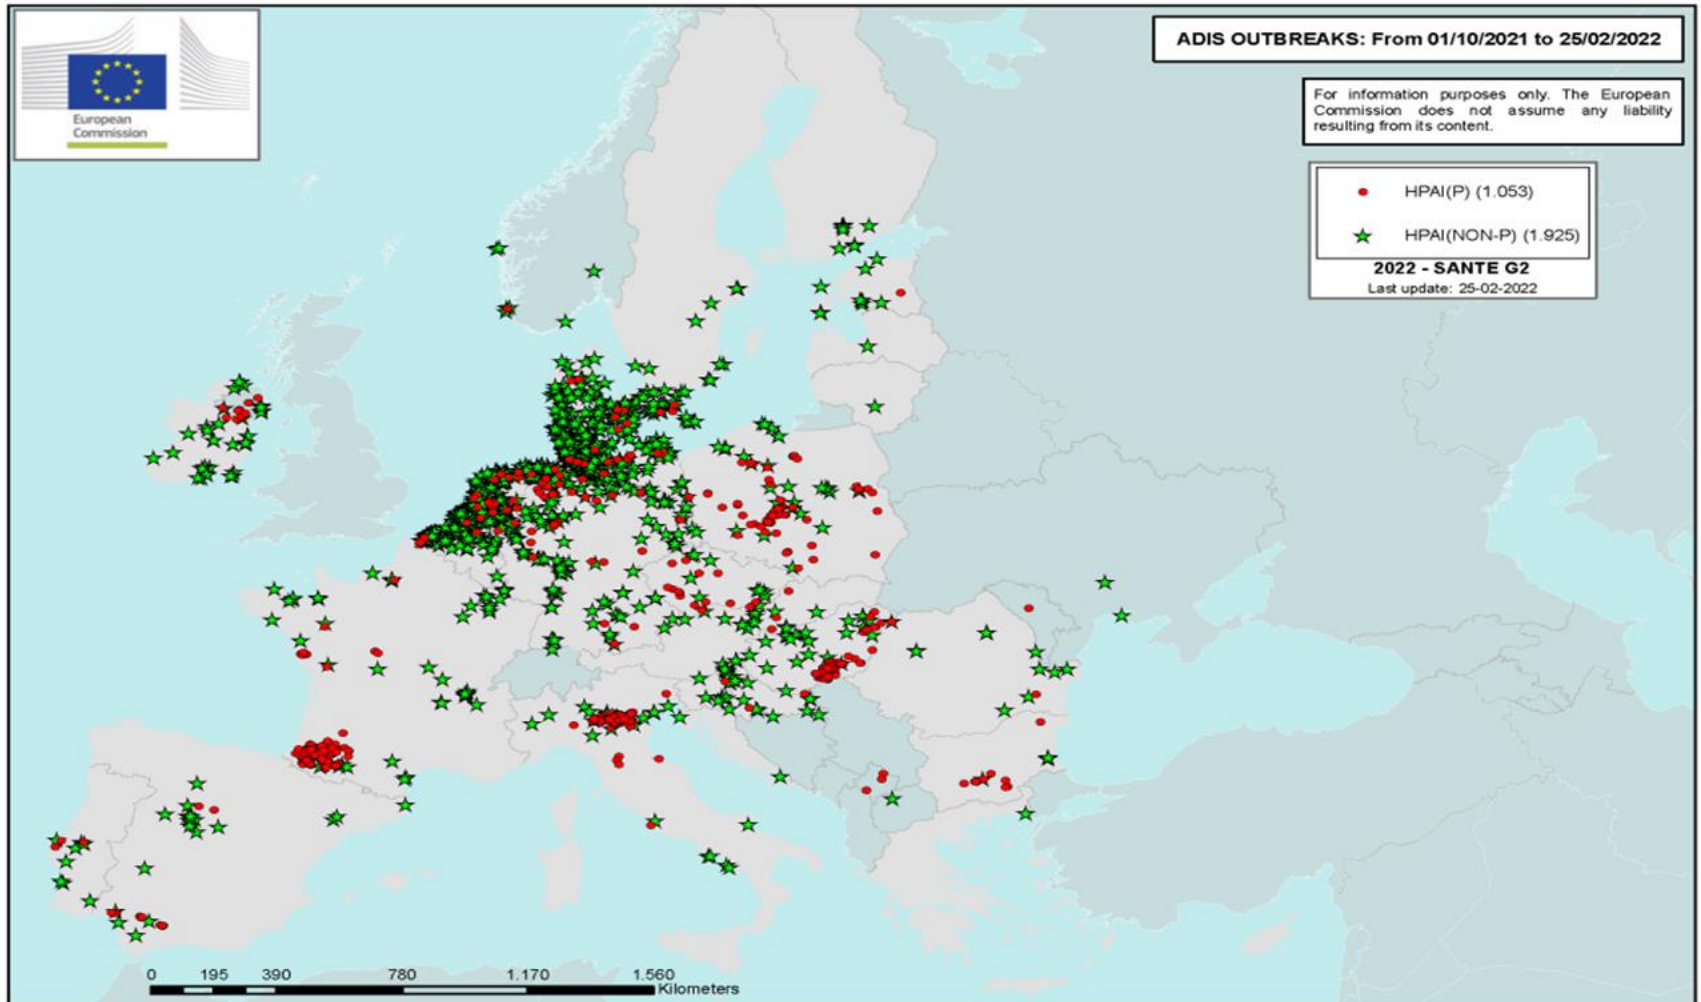 European
Commission
ADIS OUTBREAKS: From 01/10/2021 to 25/02/2022
For information purposes only. The European
Commission does not assume any liability
resulting from its content.
HPAI(P) (1.053)
HPAI(NON-P) (1.925)
2022 - SANTE G2
Last update: 25-02-2022
0 195 390 780 1.170 1.560
Kilometers